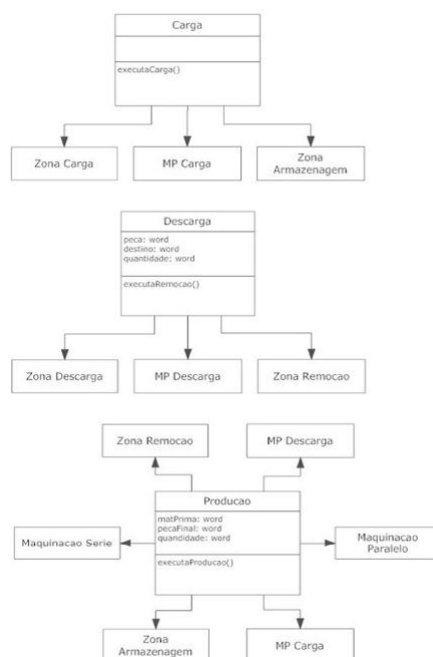 Carga
executaCarga()
Zona Carga
MP Carga
Zona
Armazenagem
Descarga
peca: word
destino: word
quantidade: word
executaRemocao()
Zona Descarga
MP Descarga
Zona Remocao
Zona Remocao
MP Descarga
Producao
matPrima: word
pecaFinal: word
quandidade: word
executaProducao()
Maquinacao Serie
Maquinacao
Paralelo
Zona
Armazenagem
MP Carga